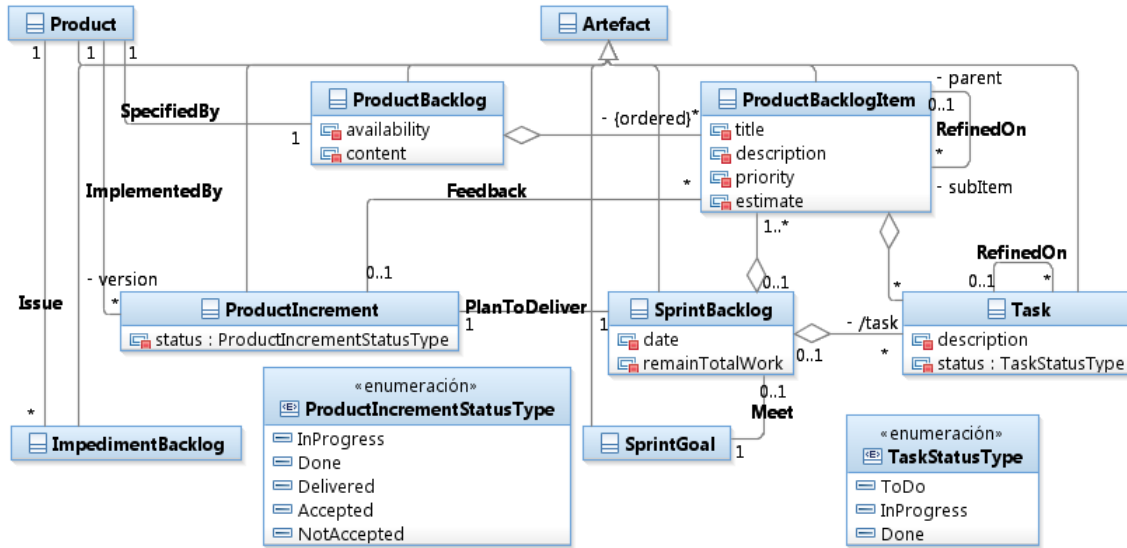 Product
Artefact
1
1
1
1
SpecifiedBy
1
ProductBacklog
availability
content
- {ordered}*
ProductBacklogItem
title
description
priority
estimate
- parent
0..1
RefinedOn
*
- subItem
ImplementedBy
Feedback
*
0..1
1..*
0..1
*
RefinedOn
0..1
*
- version
*
Issue
ProductIncrement
status : ProductIncrementStatusType
PlanToDeliver
1
1
SprintBacklog
date
remainTotalWork
- /task
0..1
*
Task
description
status : TaskStatusType
0..1
Meet
1
*
ImpedimentBacklog
«enumeración»
ProductIncrementStatusType
InProgress
Done
Delivered
Accepted
NotAccepted
SprintGoal
«enumeración»
TaskStatusType
ToDo
InProgress
Done